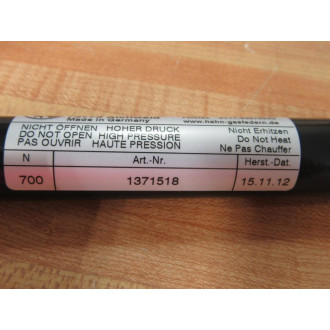 Made in Germany
www.hahn-gasfedern.de
NICHT ÖFFNEN HOHER DRUCK
DO NOT OPEN HIGH PRESSURE
PAS OUVRIR HAUTE PRESSION
Nicht Erhitzen
Do Not Heat
Ne Pas Chauffer
N Art.-Nr. Herst.-Dat.
700 1371518 15.11.12